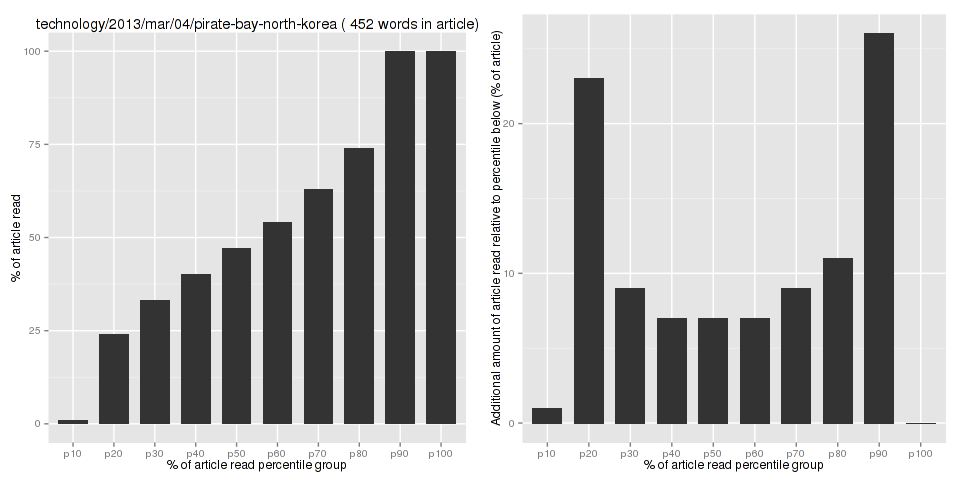 technology/2013/mar/04/pirate-bay-north-korea ( 452 words in article)
% of article read
100
75
50
25
0
p10 p20 p30 p40 p50 p60 p70 p80 p90 p100
% of article read percentile group
Additional amount of article read relative to percentile below (% of article)
20
10
0
p10 p20 p30 p40 p50 p60 p70 p80 p90 p100
% of article read percentile group